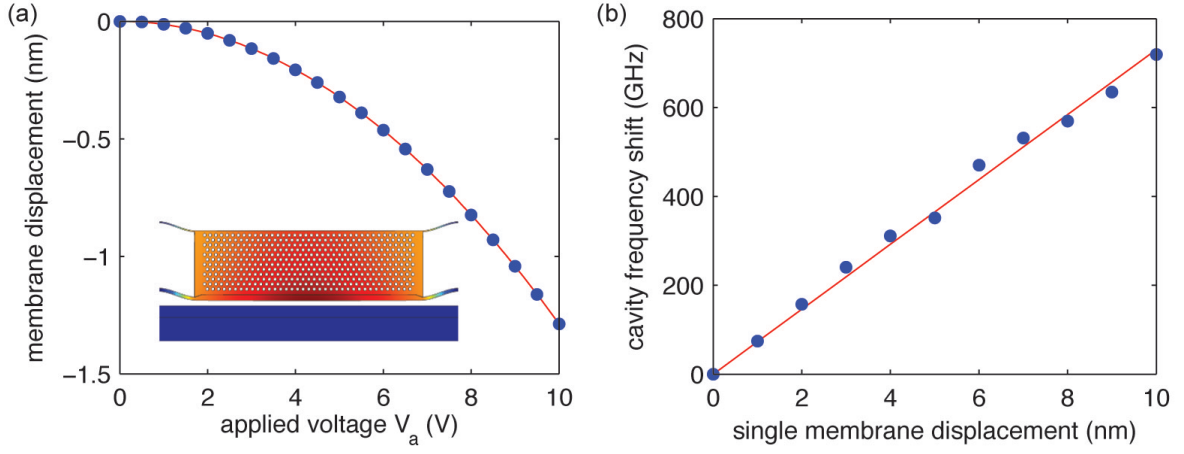 (a)
0
−0.5
−1
−1.5
membrane displacement (nm)
0 2 4 6 8 10
applied voltage Va (V)
(b)
800
600
400
200
0
cavity frequency shift (GHz)
0 2 4 6 8 10
single membrane displacement (nm)